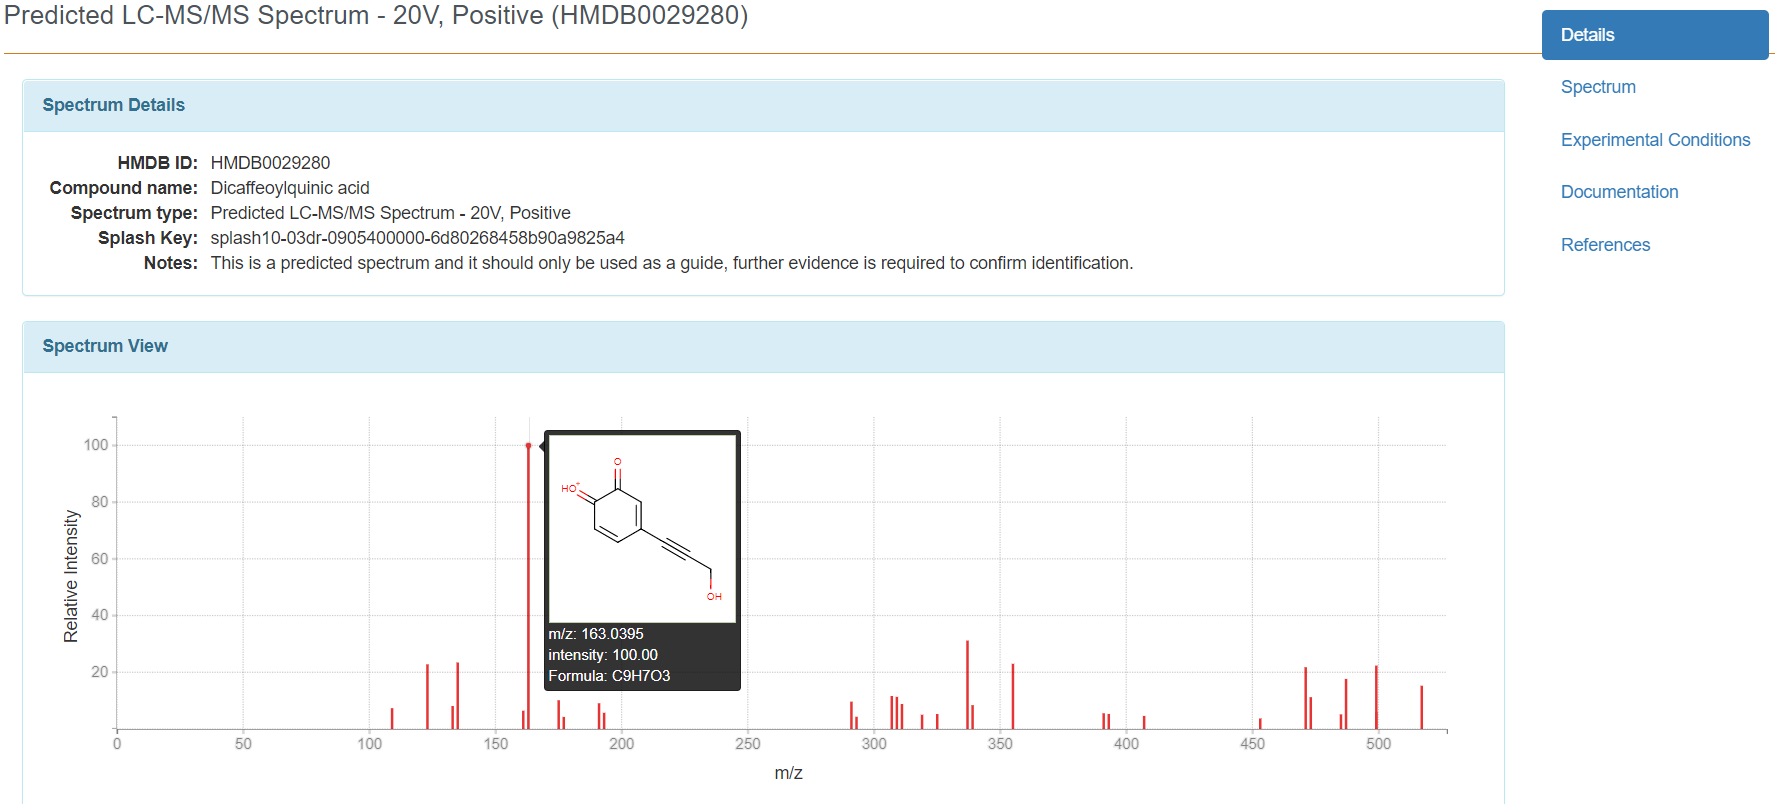 Predicted LC-MS/MS Spectrum - 20V, Positive (HMDB0029280)
Details
Spectrum
Experimental Conditions
Documentation
References
Spectrum Details
HMDB ID: HMDB0029280
Compound name: Dicaffeoylquinic acid
Spectrum type: Predicted LC-MS/MS Spectrum - 20V, Positive
Splash Key: splash10-03dr-0905400000-6d80268458b90a9825a4
Notes: This is a predicted spectrum and it should only be used as a guide, further evidence is required to confirm identification.
Spectrum View
Relative Intensity
100
80
60
40
20
O
HO+
OH
m/z: 163.0395
intensity: 100.00
Formula: C9H7O3
0 50 100 150 200 250 300 350 400 450 500
m/z